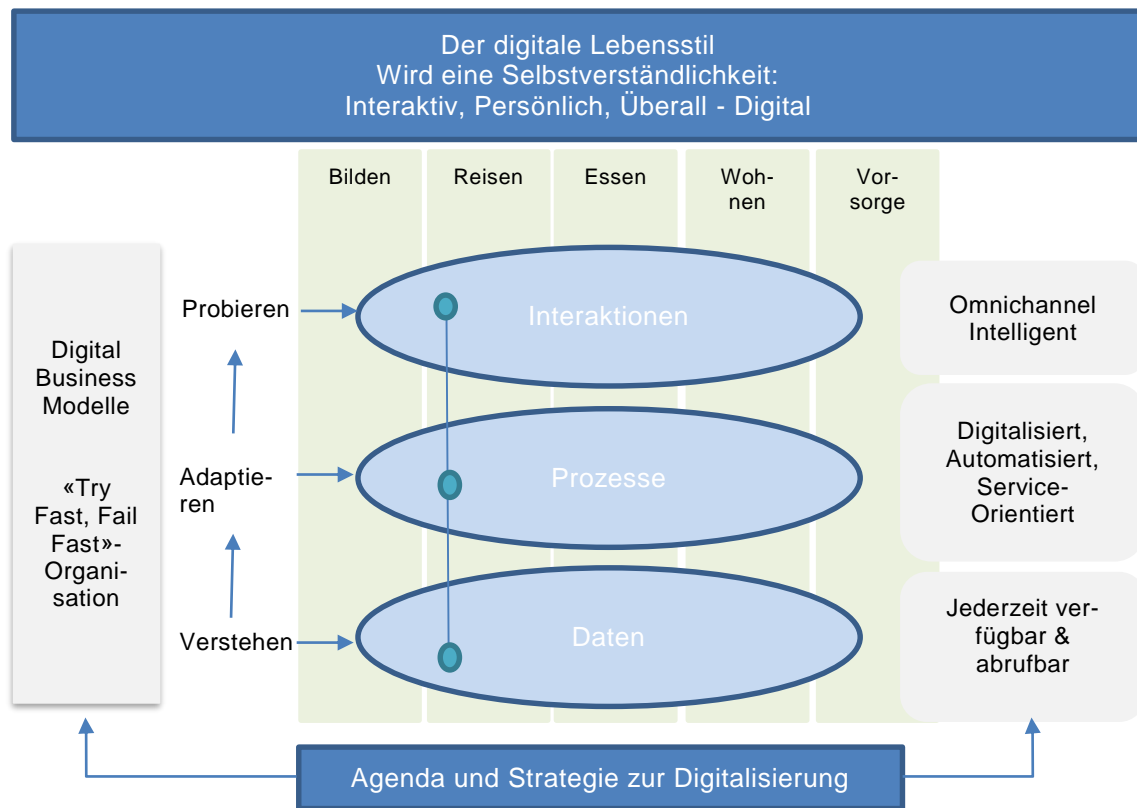 Der digitale Lebensstil
Wird eine Selbstverständlichkeit:
Interaktiv, Persönlich, Überall - Digital
Bilden
Reisen
Essen
Woh-
nen
Vor-
sorge
Digital
Business
Modelle
«Try
Fast, Fail
Fast»-
Organi-
sation
Probieren
Adaptie-
ren
Verstehen
Interaktionen
Prozesse
Daten
Omnichannel
Intelligent
Digitalisiert,
Automatisiert,
Service-
Orientiert
Jederzeit ver-
fügbar &
abrufbar
Agenda und Strategie zur Digitalisierung